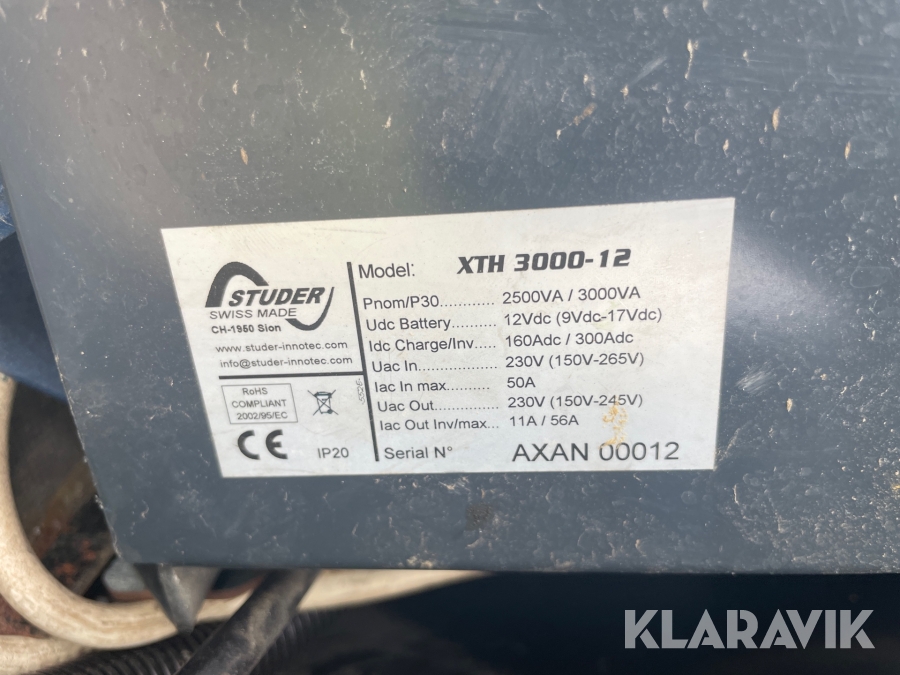 STUDER
SWISS MADE
CH-1950 Sion
www.studer-innotec.com
info@studer-innotec.com
RoHS
COMPLIANT
2002/95/EC
CE
IP20
Model: XTH 3000-12
Pnom/P30............ 2500VA / 3000VA
Udc Battery.......... 12Vdc (9Vdc-17Vdc)
Idc Charge/Inv..... 160Adc / 300Adc
Uac In.................. 230V (150V-265V)
Iac In max.......... 50A
Uac Out............... 230V (150V-245V)
Iac Out Inv/max... 11A / 56A
Serial N° AXAN 00012
KLARAVIK